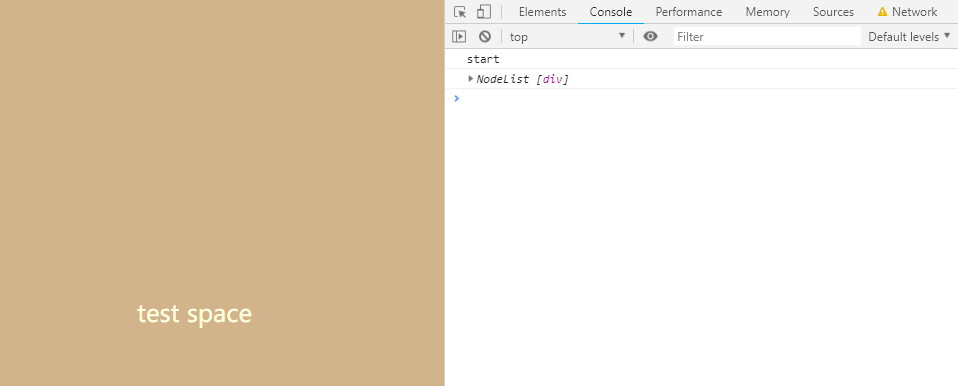 test space
Elements Console Performance Memory Sources Network
top Filter Default levels
start
NodeList [div]